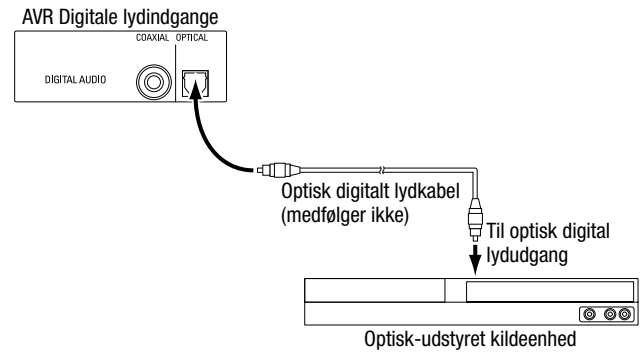 AVR Digitale lydindgange
COAXIAL OPTICAL
DIGITAL AUDIO
Optisk digitalt lydkabel
(medfølger ikke)
Til optisk digital
lydudgang
Optisk-udstyret kildeenhed